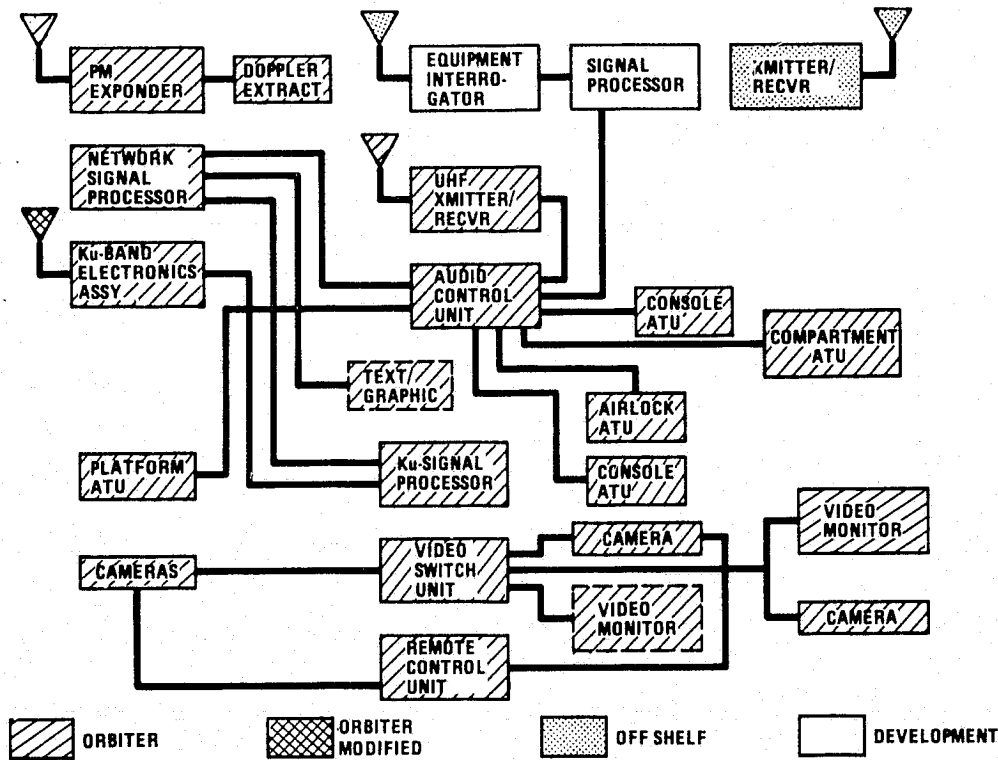 PM
EXPONDER
DOPPLER
EXTRACT
EQUIPMENT
INTERRO-
GATOR
SIGNAL
PROCESSOR
XMITTER/
RECVR
NETWORK
SIGNAL
PROCESSOR
UHF
XMITTER/
RECVR
Ku-BAND
ELECTRONICS
ASSY
AUDIO
CONTROL
UNIT
CONSOLE
ATU
COMPARTMENT
ATU
TEXT/
GRAPHIC
AIRLOCK
ATU
PLATFORM
ATU
Ku-SIGNAL
PROCESSOR
CONSOLE
ATU
VIDEO
MONITOR
CAMERAS
VIDEO
SWITCH
UNIT
CAMERA
VIDEO
MONITOR
CAMERA
REMOTE
CONTROL
UNIT
ORBITER
ORBITER
MODIFIED
OFF SHELF
DEVELOPMENT